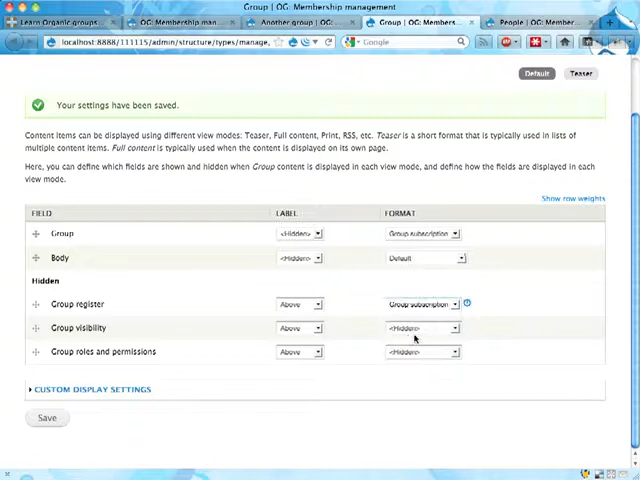 Group | OG: Membership management
Learn Organic groups
OG: Membership man...
Another group | OG: ...
Group | OG: Members...
People | OG: Member...
localhost:8888/111115/admin/structure/types/manage,
Google
Default
Teaser
Your settings have been saved.
Content items can be displayed using different view modes: Teaser, Full content, Print, RSS, etc. Teaser is a short format that is typically used in lists of
multiple content items. Full content is typically used when the content is displayed on its own page.
Here, you can define which fields are shown and hidden when Group content is displayed in each view mode, and define how the fields are displayed in each
view mode.
Show row weights
FIELD LABEL FORMAT
Group <Hidden> Group subscription
Body <Hidden> Default
Hidden
Group register Above Group subscription
Group visibility Above <Hidden>
Group roles and permissions Above <Hidden>
CUSTOM DISPLAY SETTINGS
Save